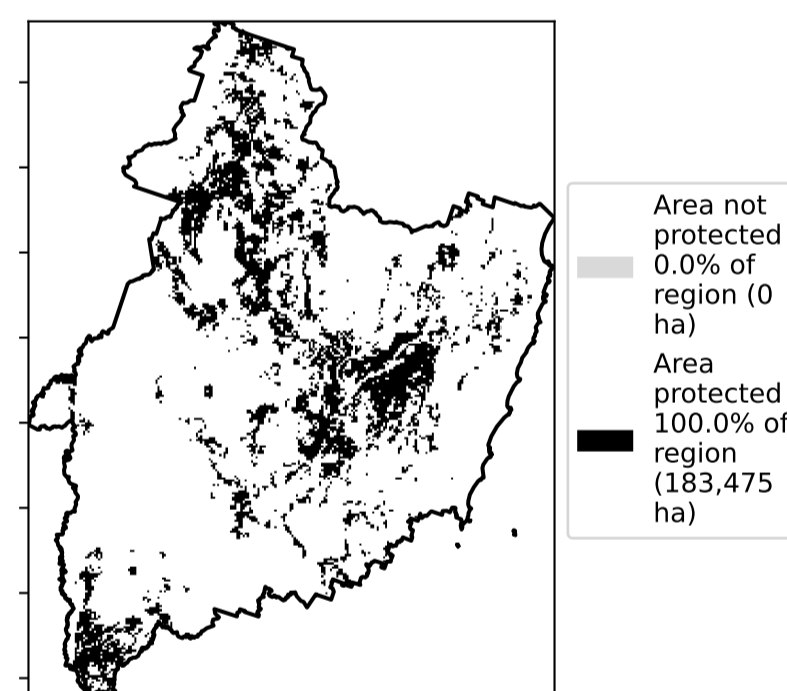 Area not
protected
0.0% of
region (0
ha)
Area
protected
100.0% of
region
(183,475
ha)